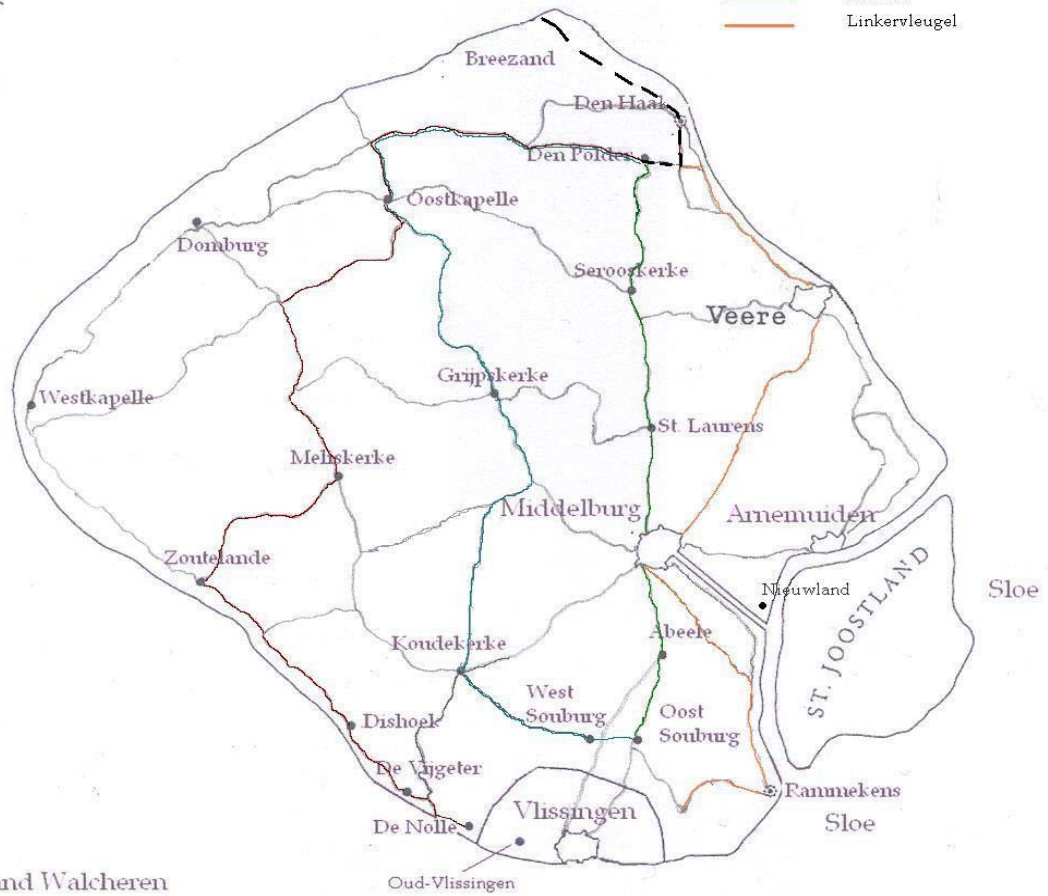 Linkervleugel
Breezand
Den Haak
Den Polder
Oostkapelle
Domburg
Serooskerke
Veere
Grijpskerke
Westkapelle
St. Laurens
Meliskerke
Middelburg
Arnemuiden
Zoutelande
ST. JOOSTLAND
Sloe
Nieuwland
Abeele
Koudekerke
West
Souburg
Oost
Souburg
Dishoek
De Vijgeter
Rammekens
Vlissingen
De Nolle
Sloe
Oud-Vlissingen
nd Walcheren